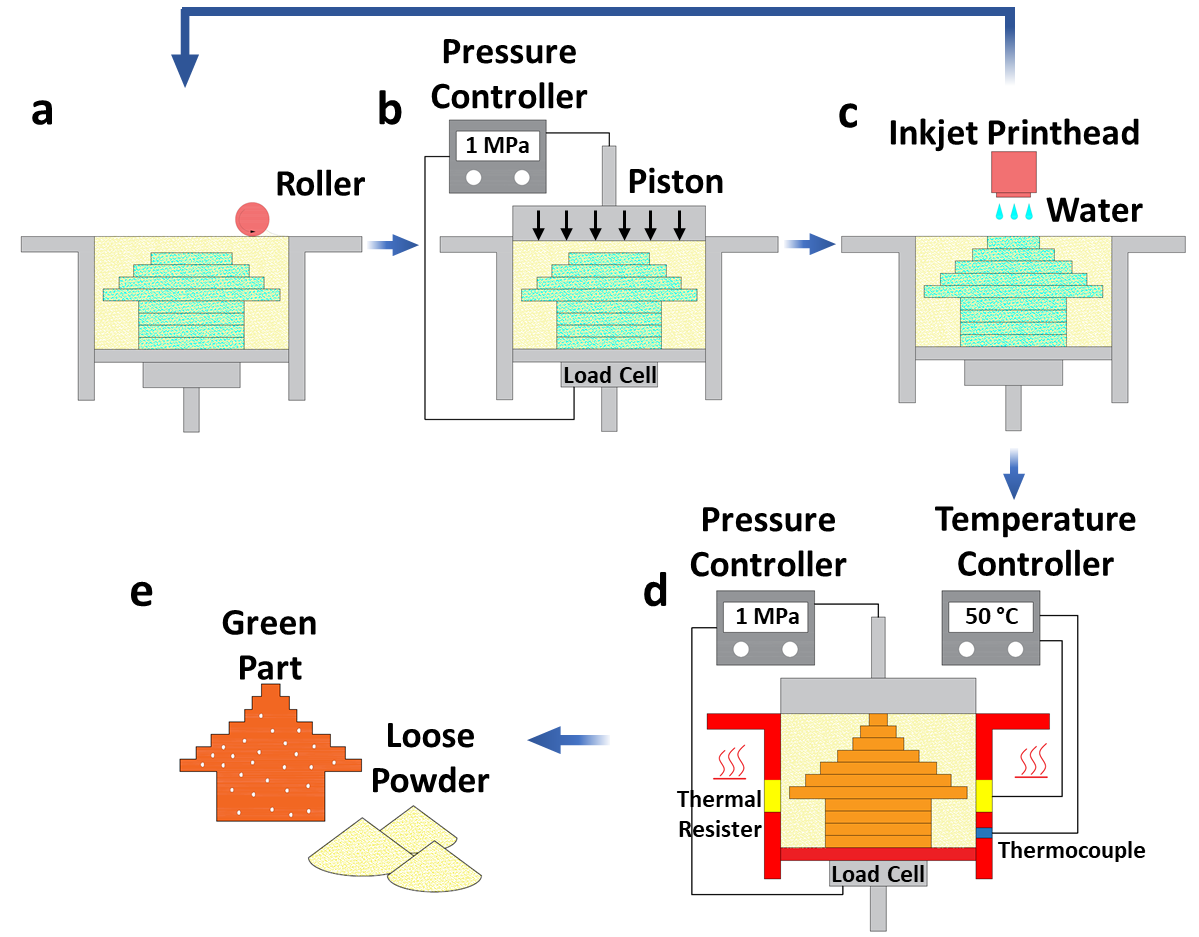 a
Roller
b
Pressure
Controller
1 MPa
Piston
Load Cell
c
Inkjet Printhead
Water
d
Pressure
Controller
1 MPa
Temperature
Controller
50 °C
Thermal
Resister
Thermocouple
Load Cell
e
Green
Part
Loose
Powder